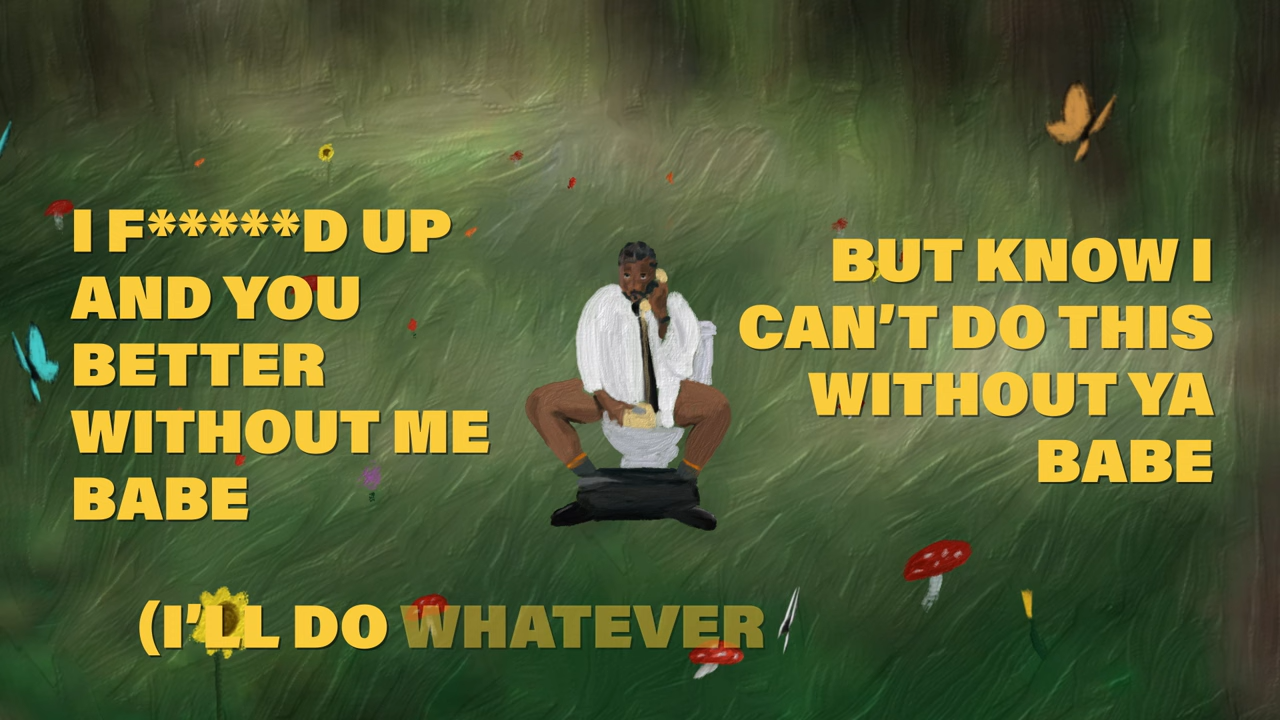 I F*****D UP
AND YOU
BETTER
WITHOUT ME
BABE
BUT KNOW I
CAN'T DO THIS
WITHOUT YA
BABE
(I'LL DO WHATEVER